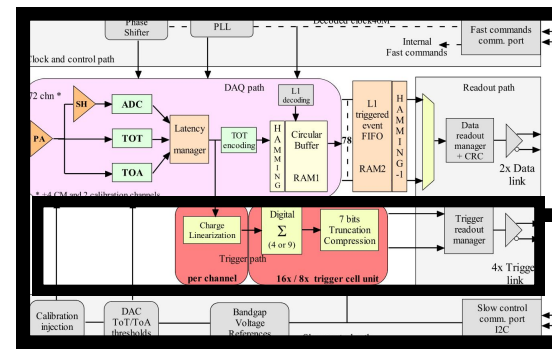 Phase
Shifter
PLL
Decoded clock40M
Internal
Fast commands
Fast commands
comm. port
Clock and control path
72 chn *
DAQ path
Readout path
SH
ADC
PA
TOT
TOA
Latency
manager
TOT
encoding
L1
decoding
HAMMING
Circular
Buffer
RAM1
78
L1
triggered
event
FIFO
RAM2
HAMMING-1
Data
readout
manager
+ CRC
2x Data
link
* +4 CM and 2 calibration channels
Charge
Linearization
Digital
Σ
(4 or 9)
7 bits
Truncation
Compression
Trigger path
per channel
16x / 8x trigger cell unit
Trigger
readout
manager
4x Trigge
link
Calibration
injection
DAC
ToT/ToA
thresholds
Bandgap
Voltage
References
Slow control
comm. port
I2C